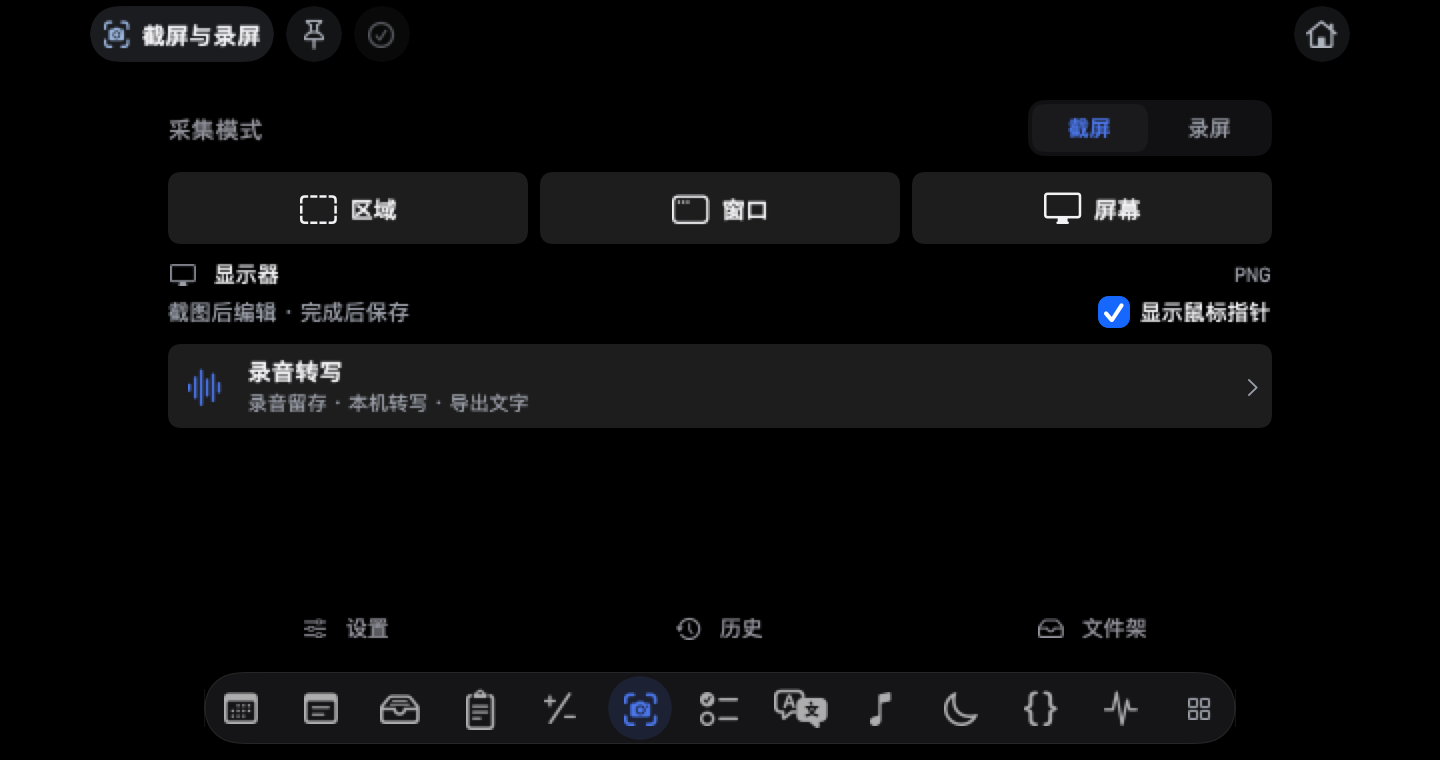 截屏与录屏
采集模式
截屏 录屏
区域 窗口 屏幕
显示器 PNG
截图后编辑 · 完成后保存 显示鼠标指针
录音转写
录音留存 · 本机转写 · 导出文字
设置 历史 文件架
A 文